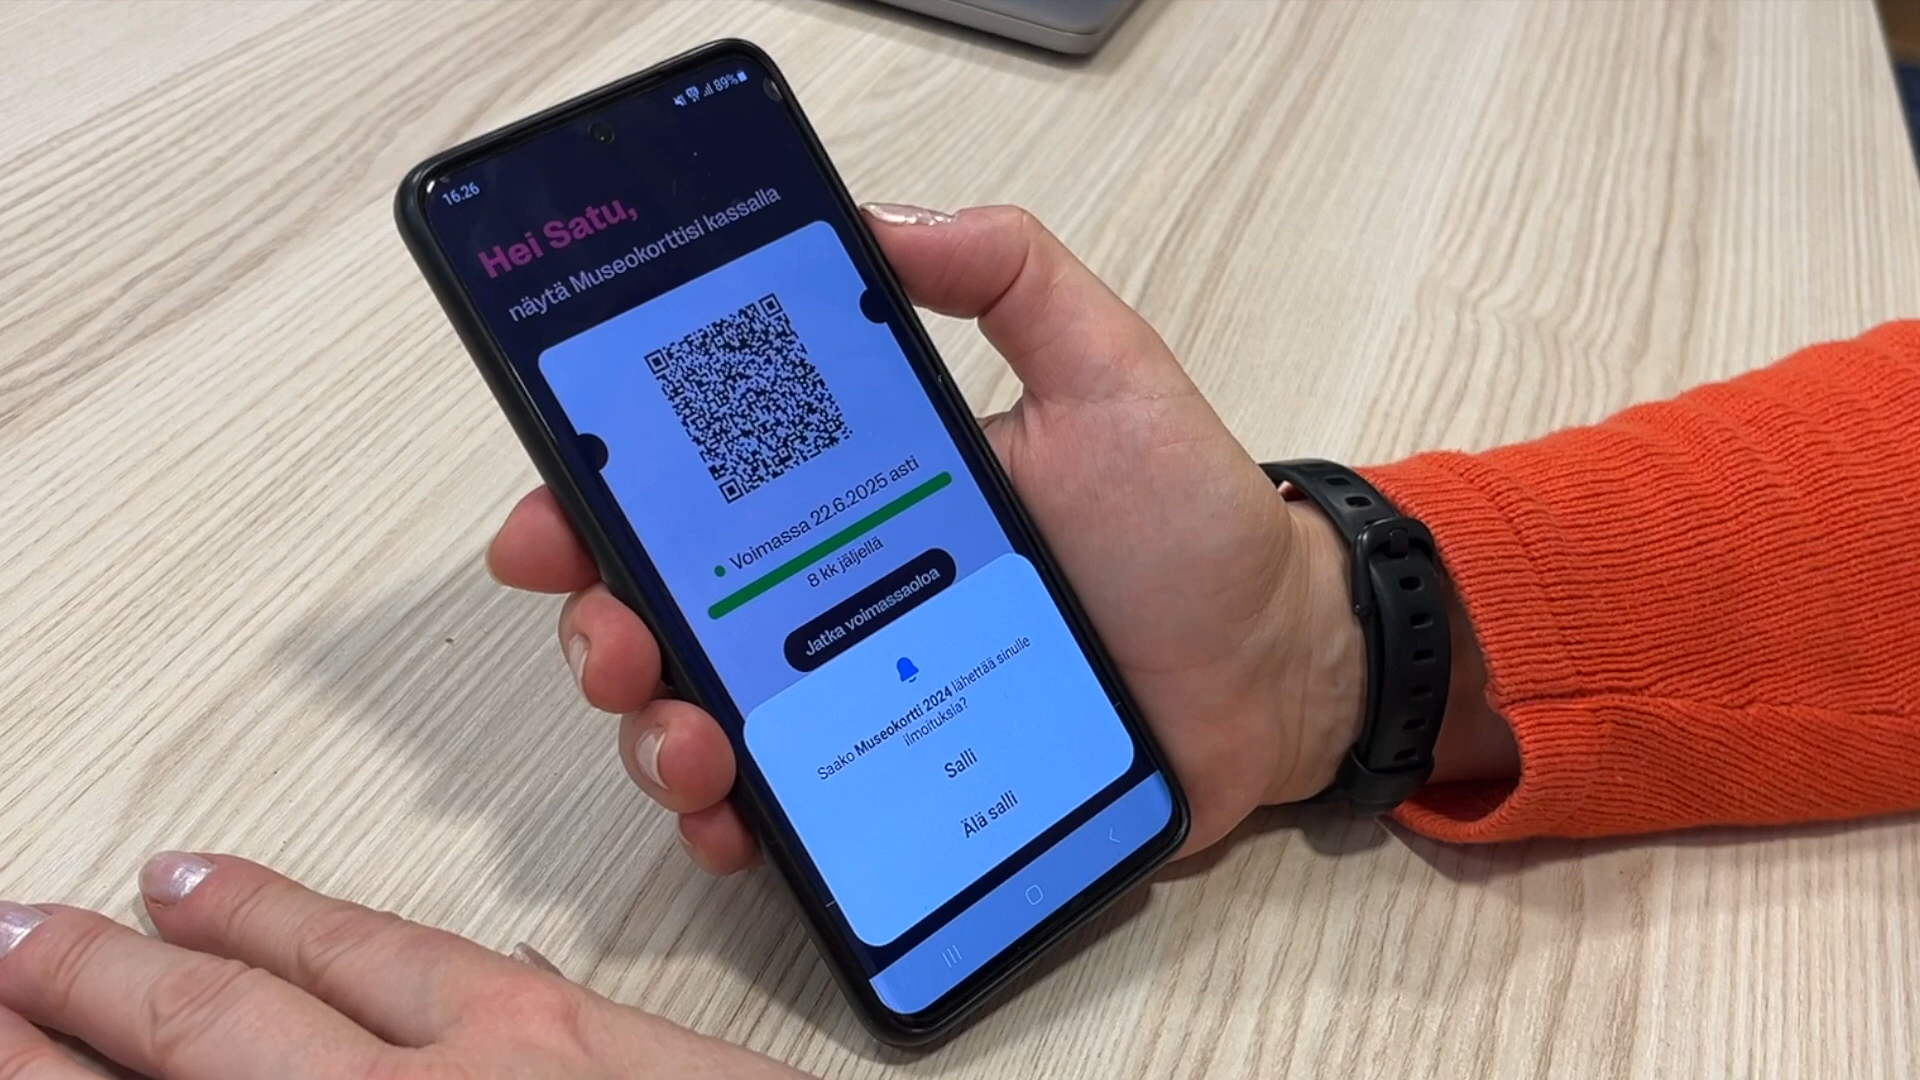 16.26
89%
Hei Satu,
näytä Museokorttisi kassalla
Voimassa 22.6.2025 asti
8 kk jäljellä
Jatka voimassaoloa
Saako Museokortti 2024 lähettää sinulle
ilmoituksia?
Salli
Älä salli